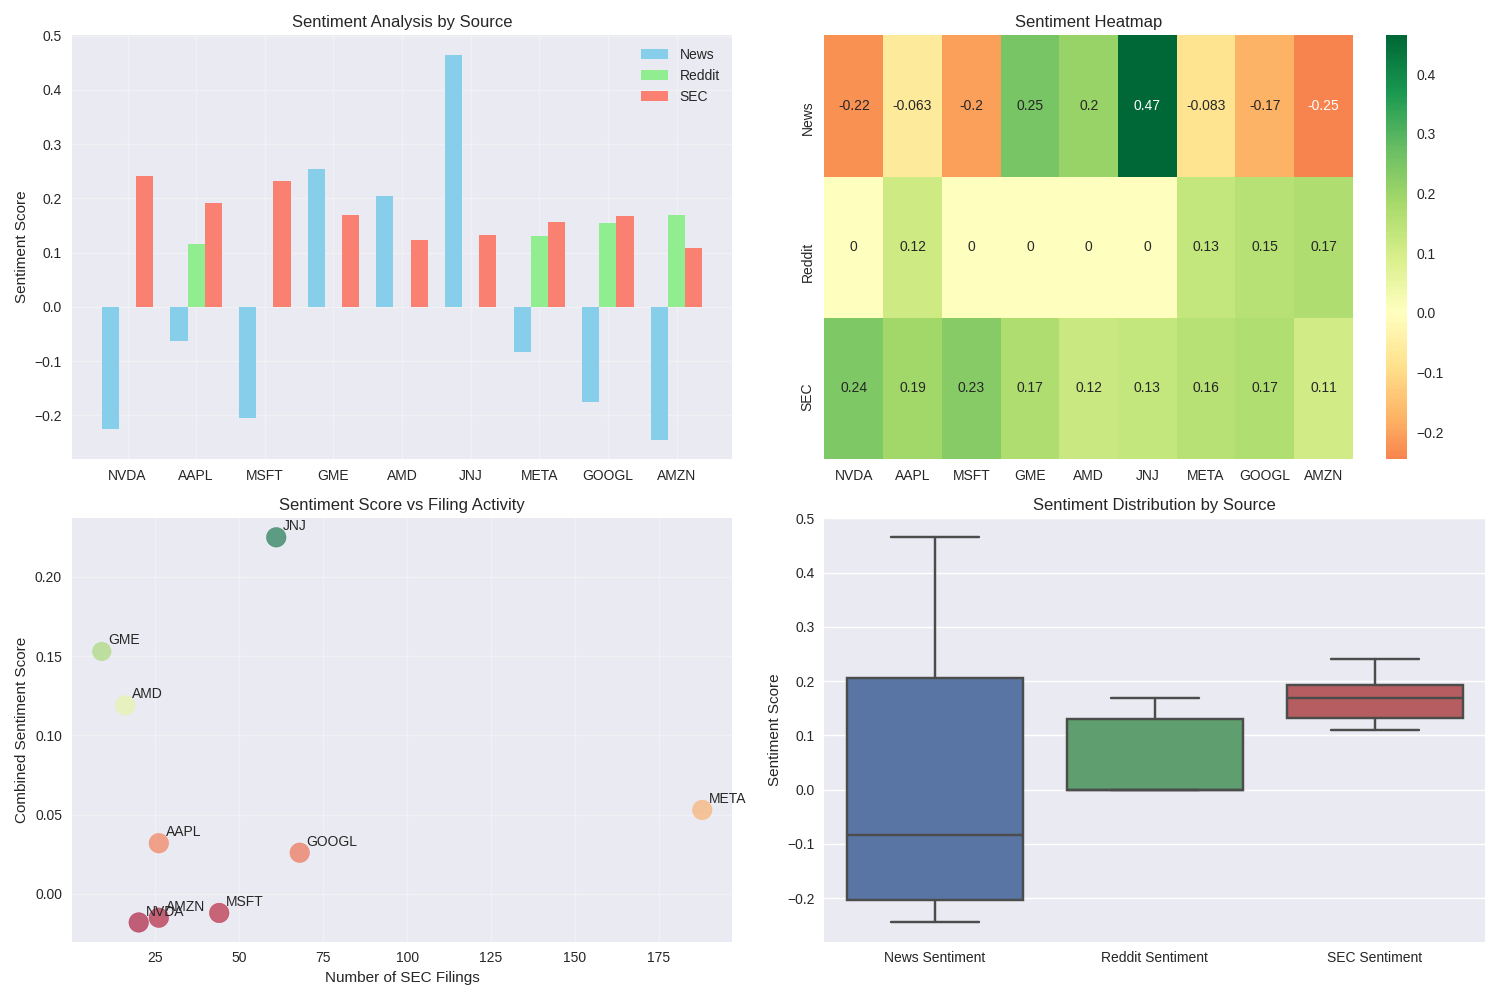 Sentiment Analysis by Source
0.5
0.4
0.3
0.2
0.1
0.0
−0.1
−0.2
Sentiment Score
News
Reddit
SEC
NVDA AAPL MSFT GME AMD JNJ META GOOGL AMZN
Sentiment Heatmap
News
-0.22 -0.063 -0.2 0.25 0.2 0.47 -0.083 -0.17 -0.25
Reddit
0 0.12 0 0 0 0 0.13 0.15 0.17
SEC
0.24 0.19 0.23 0.17 0.12 0.13 0.16 0.17 0.11
NVDA AAPL MSFT GME AMD JNJ META GOOGL AMZN
0.4
0.3
0.2
0.1
0.0
−0.1
−0.2
Sentiment Score vs Filing Activity
0.20
0.15
0.10
0.05
0.00
Combined Sentiment Score
JNJ
GME
AMD
META
AAPL
GOOGL
MSFT
AMZN
NVDA
25 50 75 100 125 150 175
Number of SEC Filings
Sentiment Distribution by Source
0.5
0.4
0.3
0.2
0.1
0.0
−0.1
−0.2
Sentiment Score
News Sentiment Reddit Sentiment SEC Sentiment